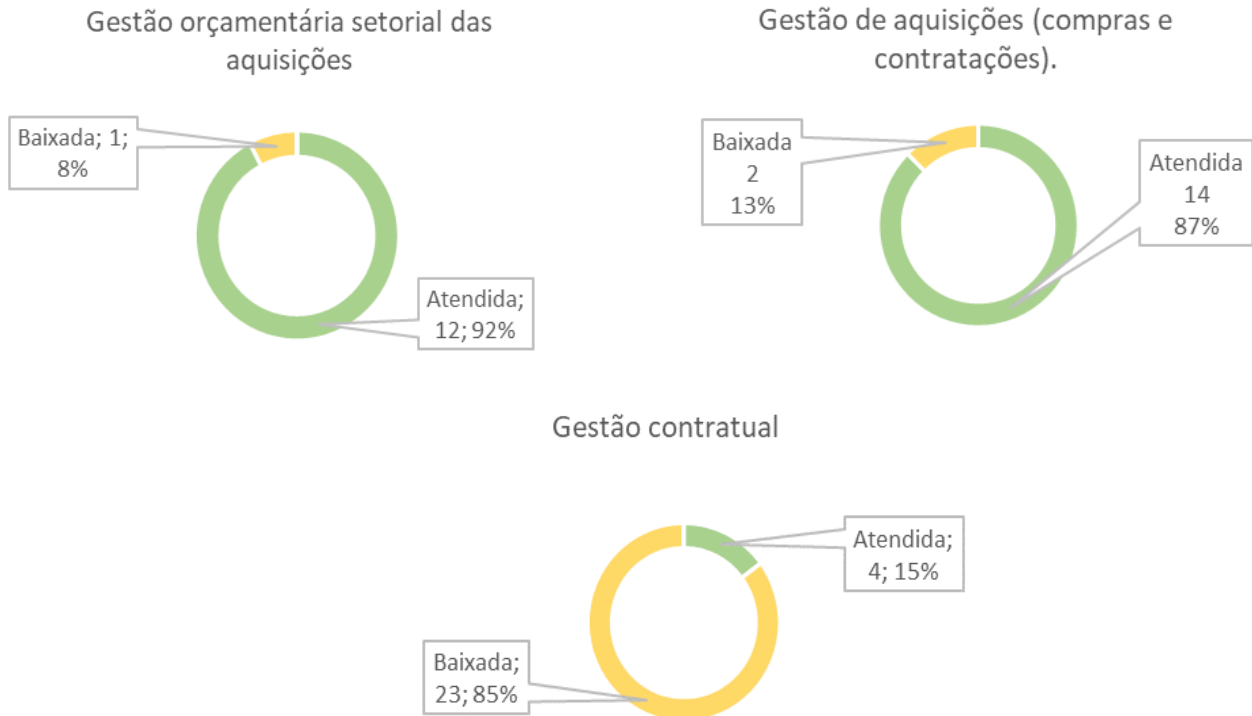 Gestão orçamentária setorial das
aquisições
Baixada; 1;
8%
Atendida;
12; 92%
Gestão de aquisições (compras e
contratações).
Baixada
2
13%
Atendida
14
87%
Gestão contratual
Atendida;
4; 15%
Baixada;
23; 85%